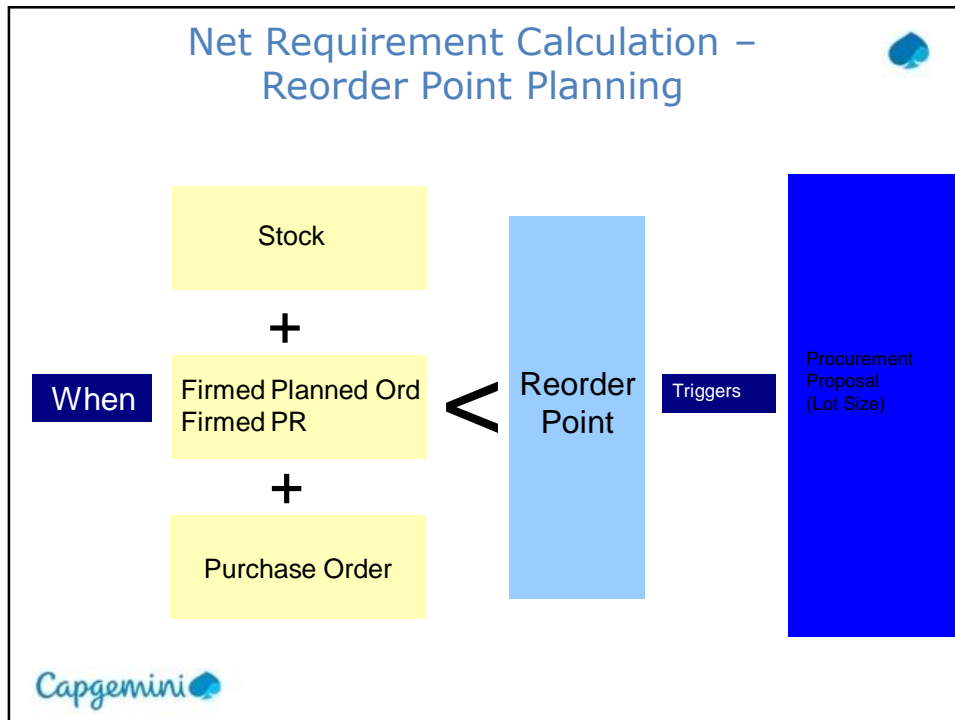 Net Requirement Calculation –
Reorder Point Planning
Stock
+
When
Firmed Planned Ord
Firmed PR
<
Reorder
Point
Triggers
Procurement
Proposal
(Lot Size)
+
Purchase Order
Capgemini